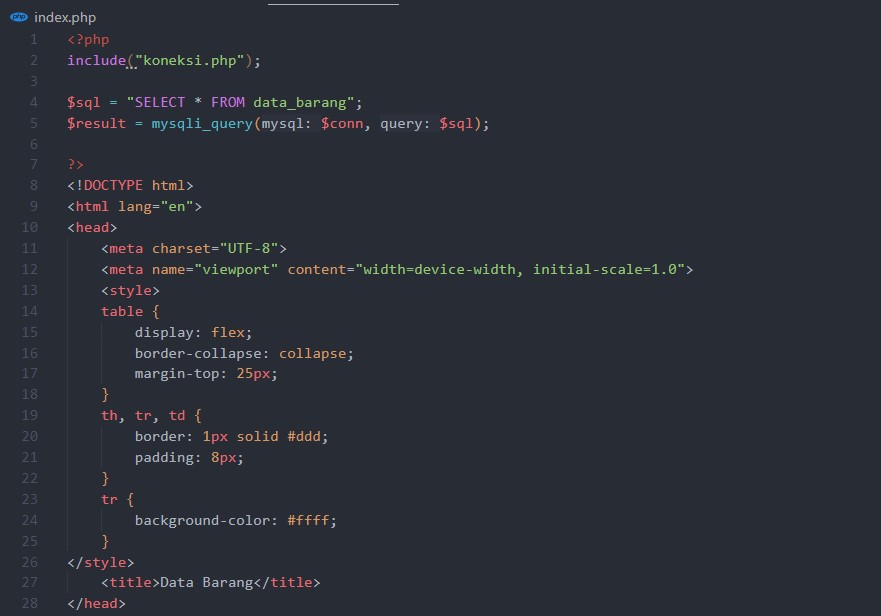 php index.php
1 <?php
2 include("koneksi.php");
3
4 $sql = "SELECT * FROM data_barang";
5 $result = mysqli_query(mysql: $conn, query: $sql);
6
7 ?>
8 <!DOCTYPE html>
9 <html lang="en">
10 <head>
11 <meta charset="UTF-8">
12 <meta name="viewport" content="width=device-width, initial-scale=1.0">
13 <style>
14 table {
15 display: flex;
16 border-collapse: collapse;
17 margin-top: 25px;
18 }
19 th, tr, td {
20 border: 1px solid #ddd;
21 padding: 8px;
22 }
23 tr {
24 background-color: #ffff;
25 }
26 </style>
27 <title>Data Barang</title>
28 </head>